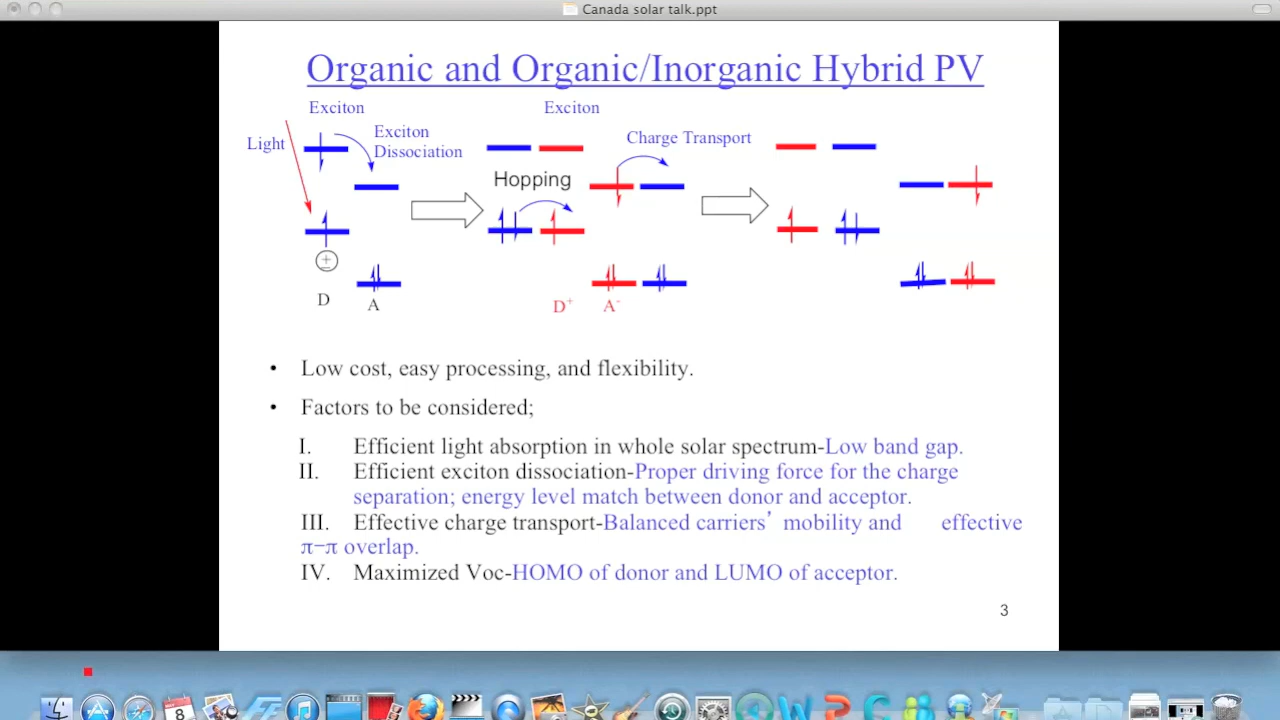 Canada solar talk.ppt
Organic and Organic/Inorganic Hybrid PV
Exciton
Exciton
Light
Exciton
Dissociation
Charge Transport
Hopping
D
A
D⁺
A⁻
• Low cost, easy processing, and flexibility.
• Factors to be considered;
I. Efficient light absorption in whole solar spectrum-Low band gap.
II. Efficient exciton dissociation-Proper driving force for the charge
separation; energy level match between donor and acceptor.
III. Effective charge transport-Balanced carriers’ mobility and effective
π−π overlap.
IV. Maximized Voc-HOMO of donor and LUMO of acceptor.
3
8